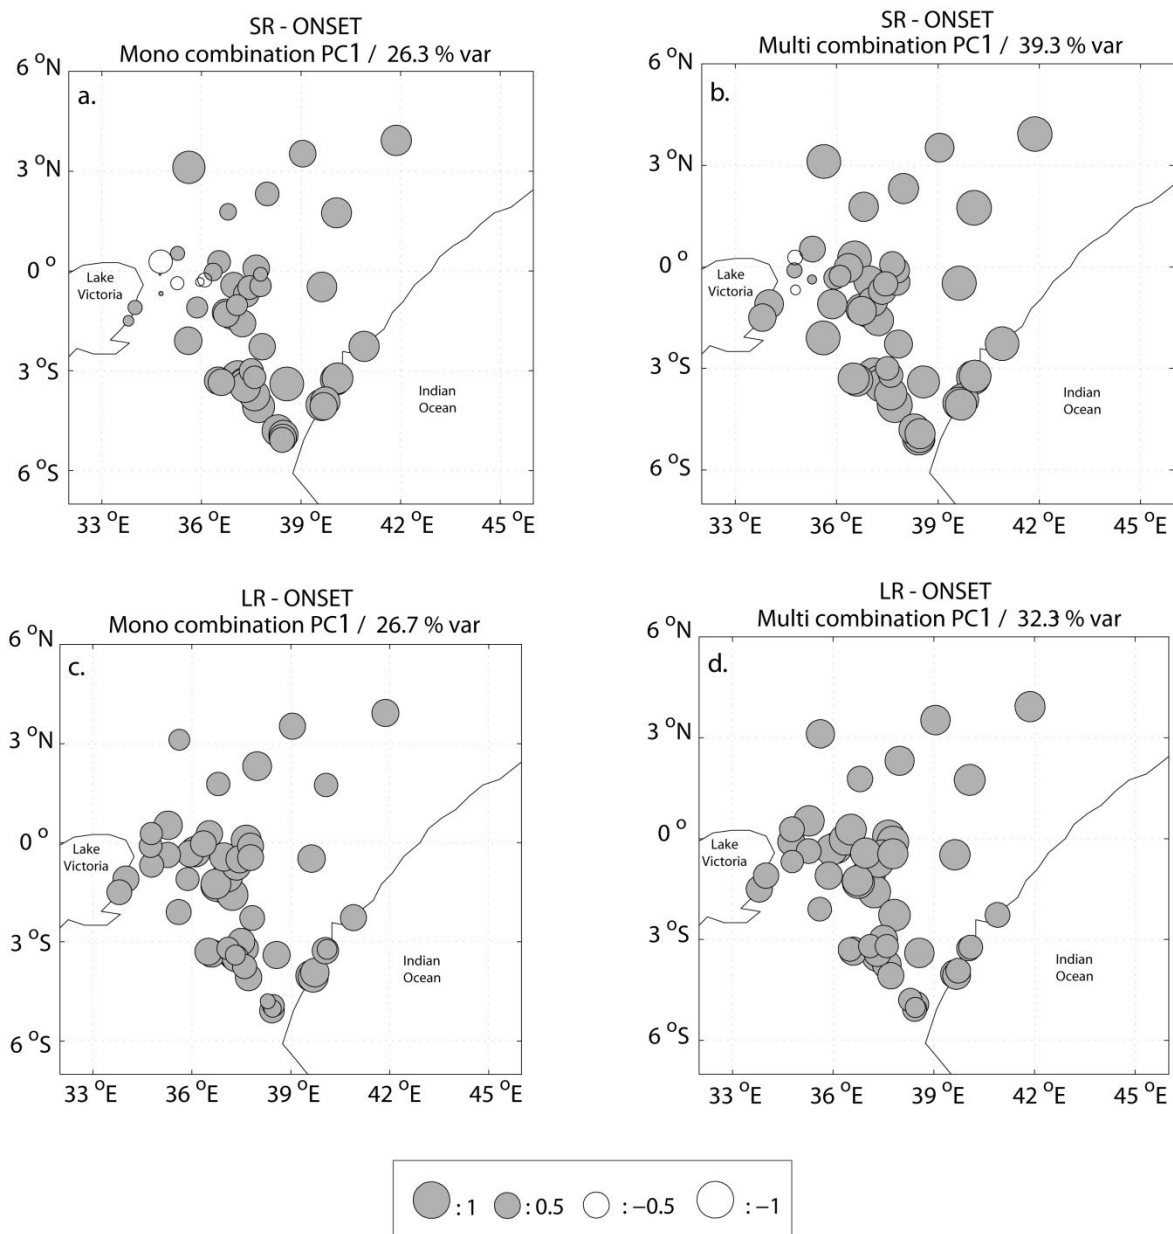 SR - ONSET
Mono combination PC1 / 26.3 % var
6 °N
a.
3 °N
0 °
Lake
Victoria
3 °S
Indian
Ocean
6 °S
33 °E 36 °E 39 °E 42 °E 45 °E
SR - ONSET
Multi combination PC1 / 39.3 % var
6 °N
b.
3 °N
0 °
Lake
Victoria
3 °S
Indian
Ocean
6 °S
33 °E 36 °E 39 °E 42 °E 45 °E
LR - ONSET
Mono combination PC1 / 26.7 % var
6 °N
c.
3 °N
0 °
Lake
Victoria
3 °S
Indian
Ocean
6 °S
33 °E 36 °E 39 °E 42 °E 45 °E
LR - ONSET
Multi combination PC1 / 32.3 % var
6 °N
d.
3 °N
0 °
Lake
Victoria
3 °S
Indian
Ocean
6 °S
33 °E 36 °E 39 °E 42 °E 45 °E
: 1 : 0.5 : −0.5 : −1